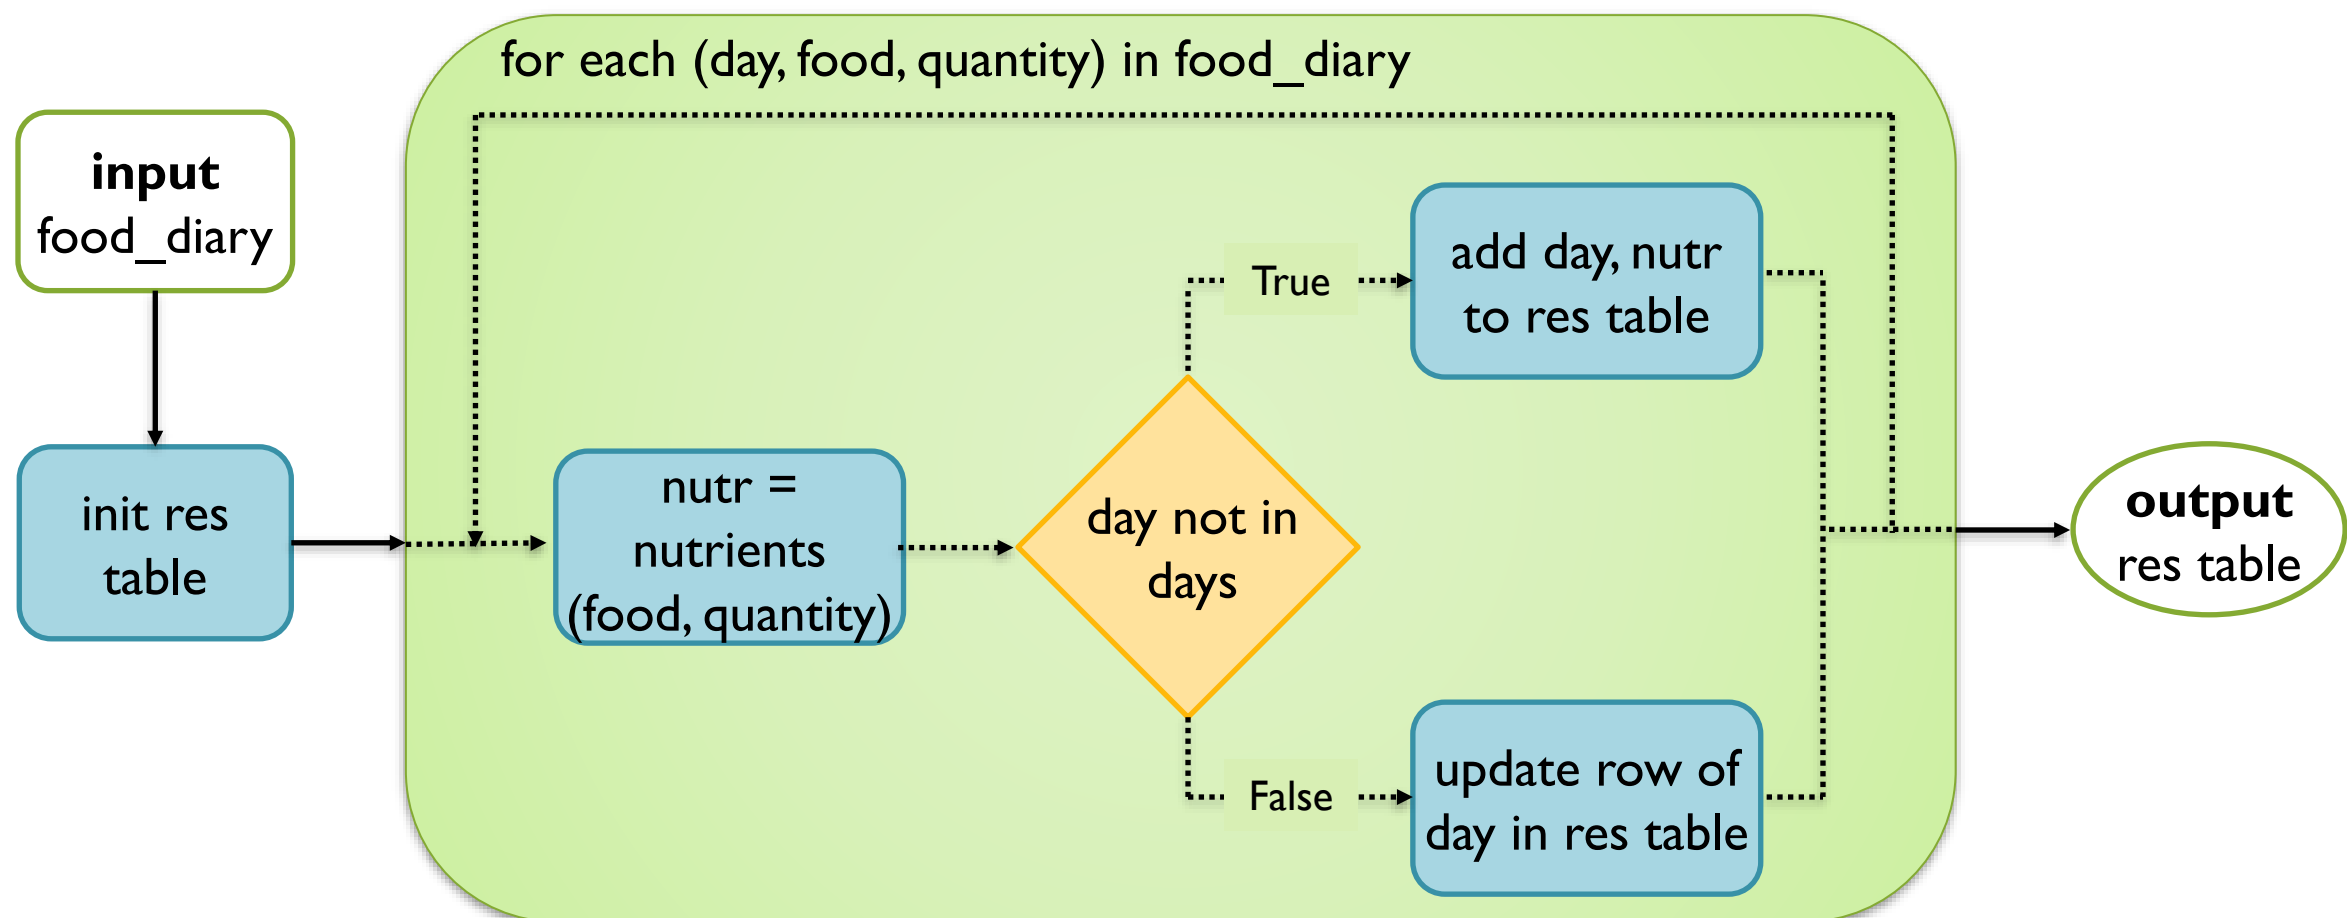 for each (day, food, quantity) in food_diary
input
food_diary
init res
table
nutr =
nutrients
(food, quantity)
day not in
days
True
add day, nutr
to res table
False
update row of
day in res table
output
res table